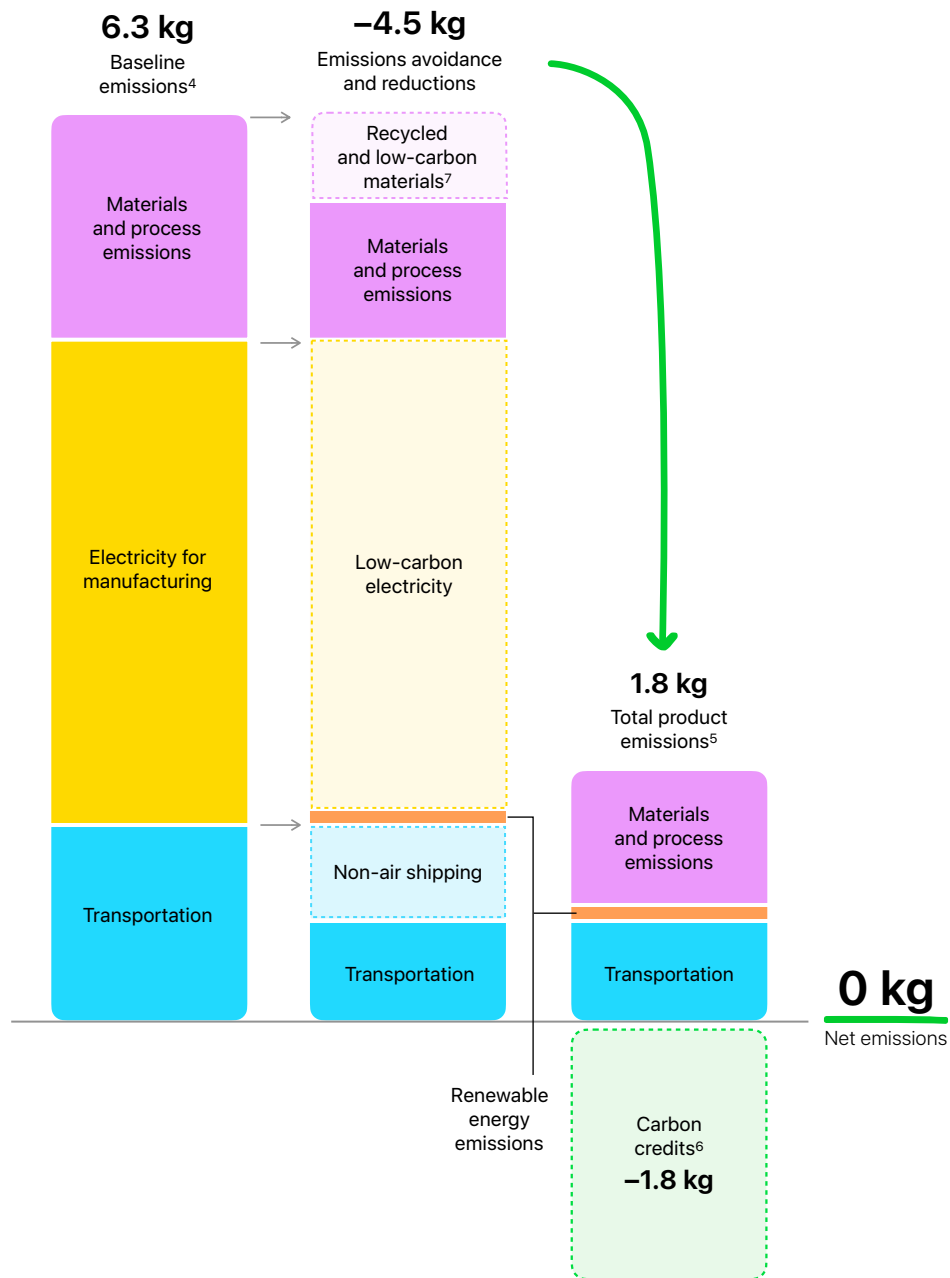 6.3 kg
Baseline
emissions⁴
Materials
and process
emissions
Electricity for
manufacturing
Transportation
–4.5 kg
Emissions avoidance
and reductions
Recycled
and low-carbon
materials⁷
Materials
and process
emissions
Low-carbon
electricity
Non-air shipping
Transportation
Renewable
energy
emissions
1.8 kg
Total product
emissions⁵
Materials
and process
emissions
Transportation
Carbon
credits⁶
–1.8 kg
0 kg
Net emissions